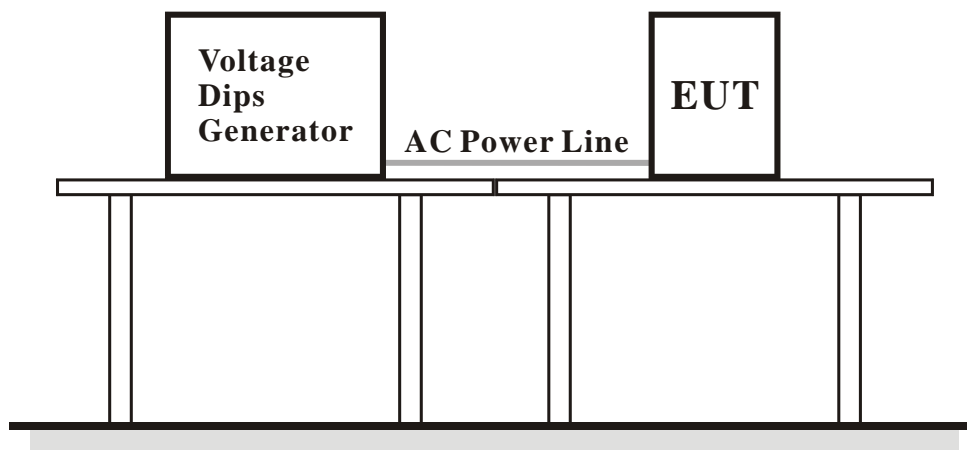 Voltage
Dips
Generator
AC Power Line
EUT